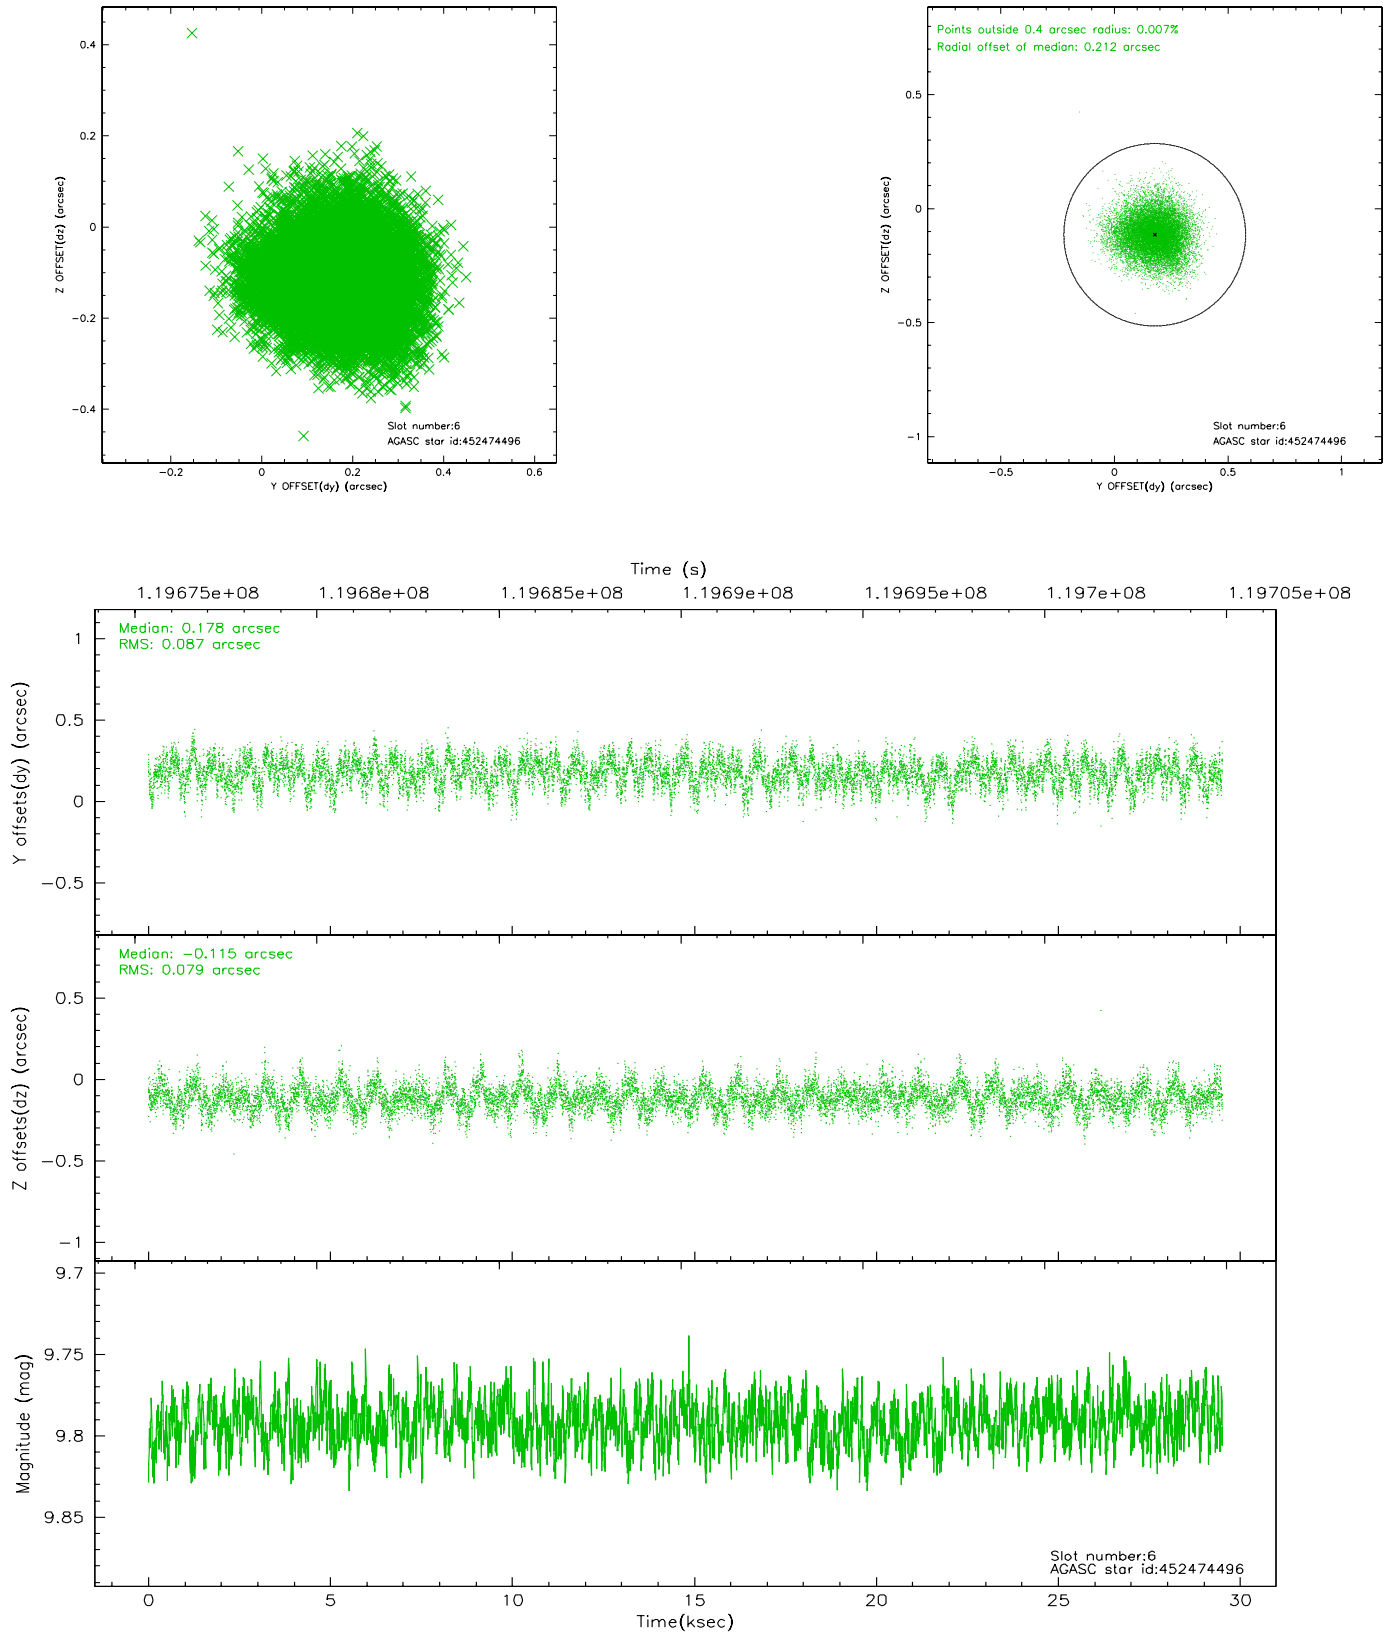 0.4
0.2
0
−0.2
−0.4
Z OFFSET(dz) (arcsec)
Slot number:6
AGASC star id:452474496
−0.2 0 0.2 0.4 0.6
Y OFFSET(dy) (arcsec)
Points outside 0.4 arcsec radius: 0.007%
Radial offset of median: 0.212 arcsec
0.5
0
−0.5
−1
Z OFFSET(dz) (arcsec)
Slot number:6
AGASC star id:452474496
−0.5 0 0.5 1
Y OFFSET(dy) (arcsec)
Time (s)
1.19675e+08 1.1968e+08 1.19685e+08 1.1969e+08 1.19695e+08 1.197e+08 1.19705e+08
Median: 0.178 arcsec
RMS: 0.087 arcsec
1
0.5
0
−0.5
Y offsets(dy) (arcsec)
Median: −0.115 arcsec
RMS: 0.079 arcsec
0.5
0
−0.5
−1
Z offsets(dz) (arcsec)
9.7
9.75
9.8
9.85
Magnitude (mag)
Slot number:6
AGASC star id:452474496
0 5 10 15 20 25 30
Time(ksec)